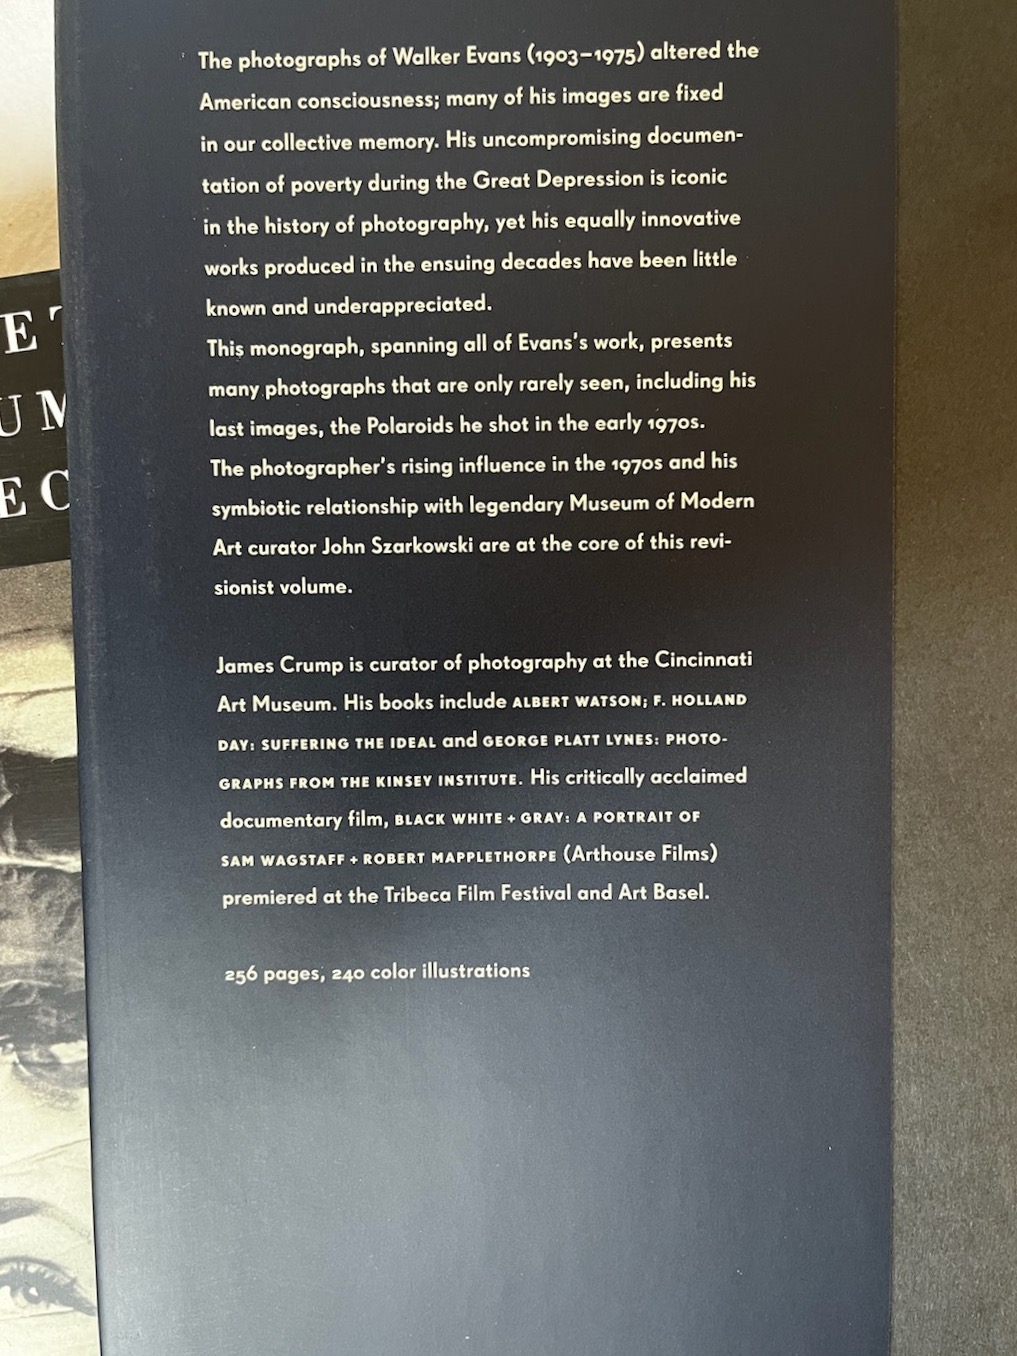 The photographs of Walker Evans (1903–1975) altered the
American consciousness; many of his images are fixed
in our collective memory. His uncompromising documen-
tation of poverty during the Great Depression is iconic
in the history of photography, yet his equally innovative
works produced in the ensuing decades have been little
known and underappreciated.
This monograph, spanning all of Evans's work, presents
many photographs that are only rarely seen, including his
last images, the Polaroids he shot in the early 1970s.
The photographer's rising influence in the 1970s and his
symbiotic relationship with legendary Museum of Modern
Art curator John Szarkowski are at the core of this revi-
sionist volume.
James Crump is curator of photography at the Cincinnati
Art Museum. His books include ALBERT WATSON; F. HOLLAND
DAY: SUFFERING THE IDEAL and GEORGE PLATT LYNES: PHOTO-
GRAPHS FROM THE KINSEY INSTITUTE. His critically acclaimed
documentary film, BLACK WHITE + GRAY: A PORTRAIT OF
SAM WAGSTAFF + ROBERT MAPPLETHORPE (Arthouse Films)
premiered at the Tribeca Film Festival and Art Basel.
256 pages, 240 color illustrations